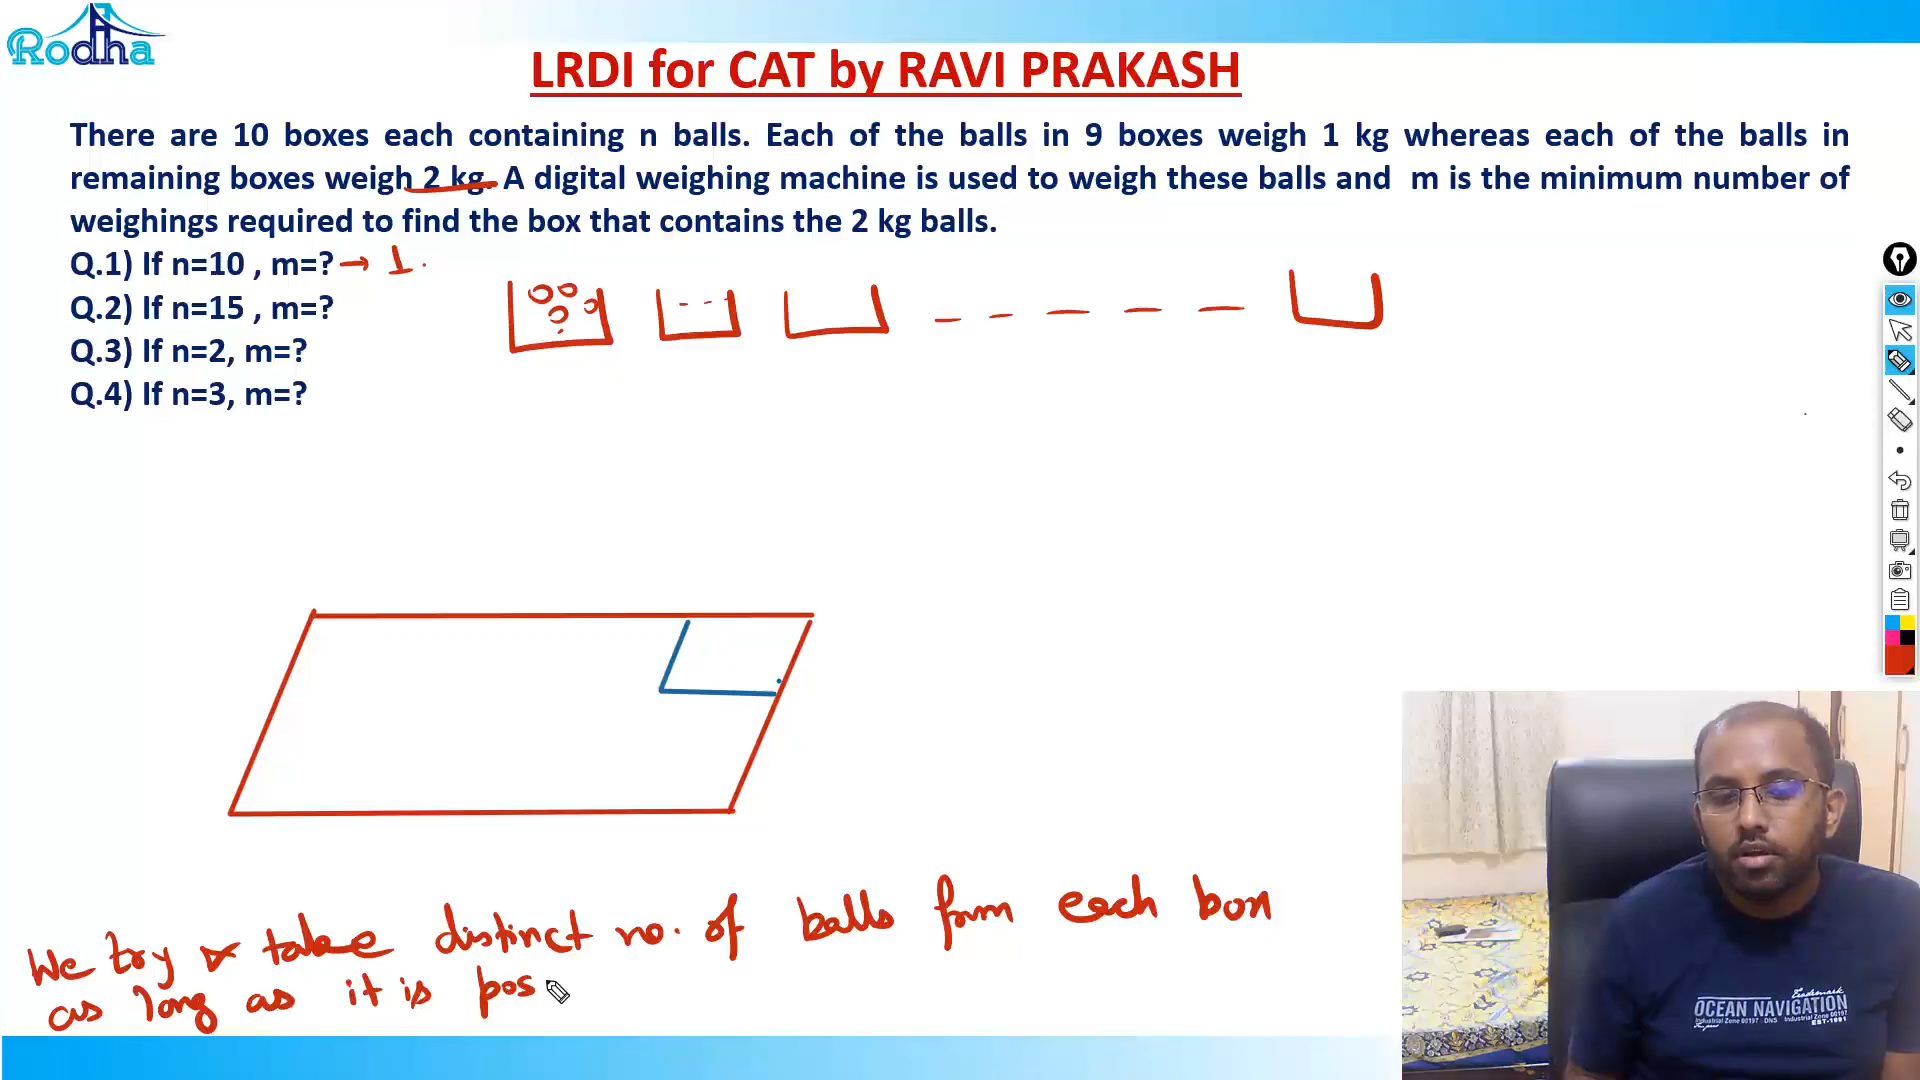 Rodha
LRDI for CAT by RAVI PRAKASH
There are 10 boxes each containing n balls. Each of the balls in 9 boxes weigh 1 kg whereas each of the balls in
remaining boxes weigh 2 kg. A digital weighing machine is used to weigh these balls and m is the minimum number of
weighings required to find the box that contains the 2 kg balls.
Q.1) If n=10 , m=? → 1.
Q.2) If n=15 , m=?
Q.3) If n=2, m=?
Q.4) If n=3, m=?
We try to take distinct no. of balls from each box
as long as it is pos
Trademark
OCEAN NAVIGATION